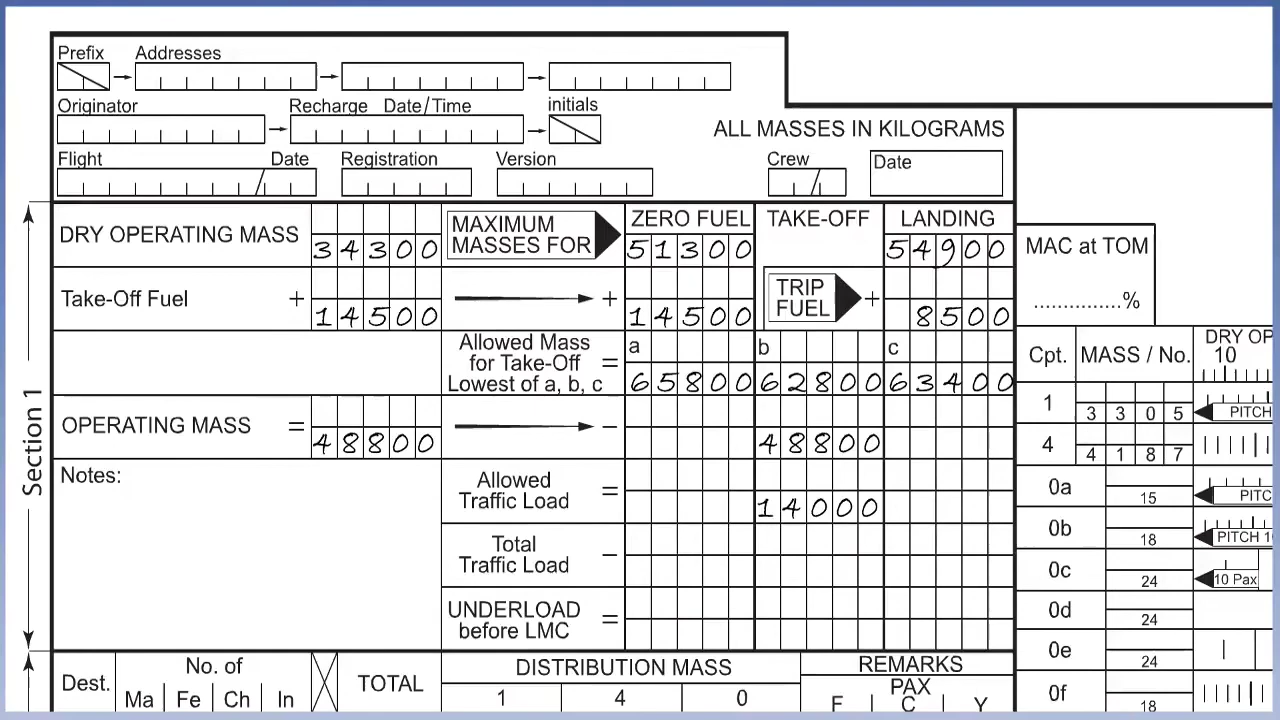 Prefix Addresses
Originator Recharge Date/Time initials
ALL MASSES IN KILOGRAMS
Flight Date Registration Version Crew Date
DRY OPERATING MASS 34300 MAXIMUM MASSES FOR ZERO FUEL 51300 TAKE-OFF LANDING 54900
MAC at TOM
...............%
Take-Off Fuel + 14500 + 14500 TRIP FUEL + 8500
Allowed Mass for Take-Off Lowest of a, b, c = a 65800 b 62800 c 63400
OPERATING MASS = 48800 - 48800
Notes:
Allowed Traffic Load = 14000
Total Traffic Load -
UNDERLOAD before LMC =
Section 1
Dest. No. of Ma Fe Ch In TOTAL DISTRIBUTION MASS 1 4 0 REMARKS PAX F C Y
Cpt. MASS / No. DRY OP
10
1 3305 PITCH
4 4187
0a 15 PITC
0b 18 PITCH 1
0c 24 10 Pax
0d 24
0e 24
0f 18